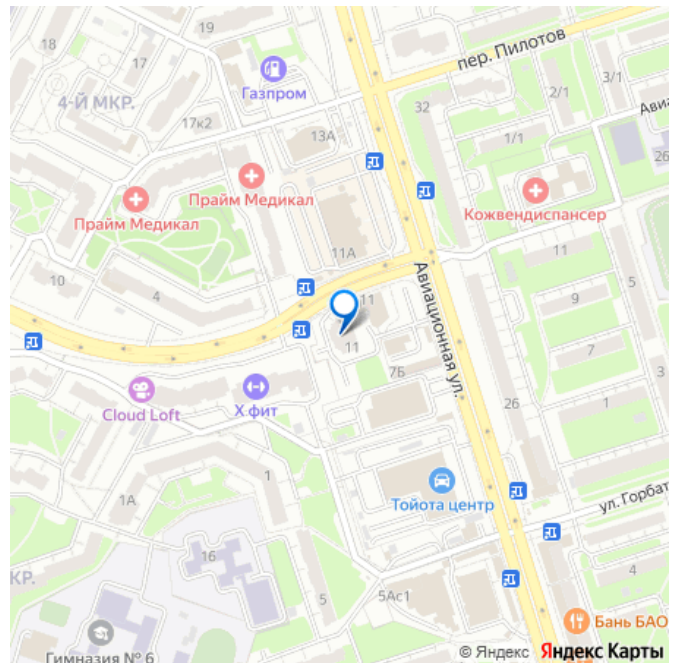 19
18
пер. Пилотов
Газпром
3/1
4-Й МКР.
2/1
17к2
32
Авиа
13А
1/1
26
Прайм Медикал
Прайм Медикал
Кожвендиспансер
11А
11
10
4
5
11
9
Авиационная ул.
11
7
7Б
3
Cloud Loft
Х фит
26
1
1
1А
Тойота центр
ул. Горбат
16
КР.
5
5Ас1
4
Бань БАО
Гимназия № 6
© Яндекс Яндекс Карты